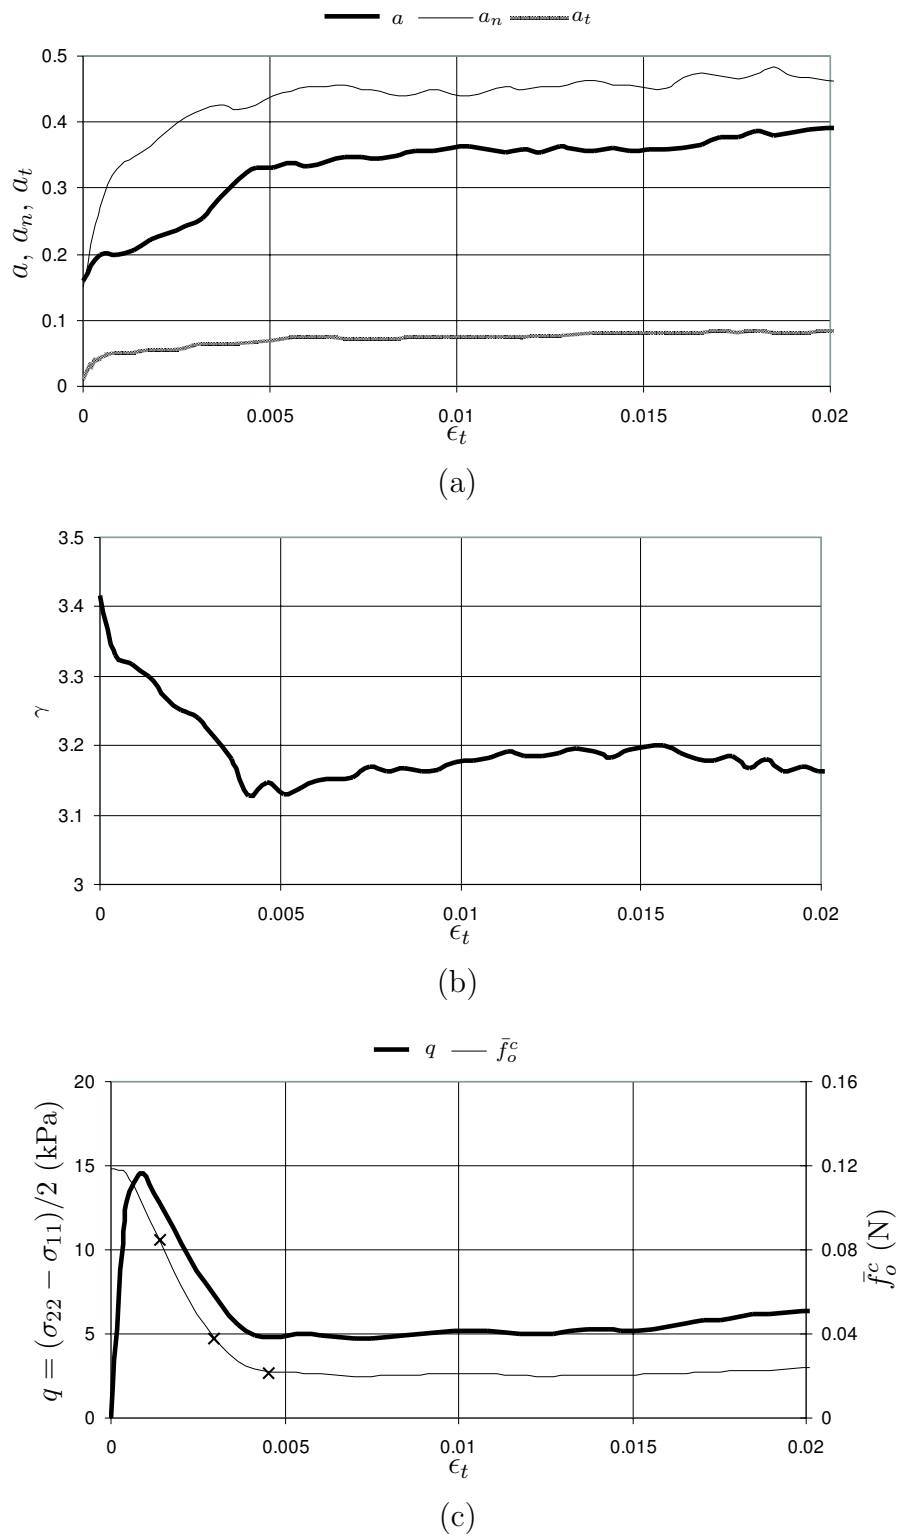 a a_n a_t
0.5
0.4
0.3
0.2
0.1
0
a, a_n, a_t
0 0.005 0.01 0.015 0.02
ϵ_t
(a)
3.5
3.4
3.3
3.2
3.1
3
γ
0 0.005 0.01 0.015 0.02
ϵ_t
(b)
q f̄_o^c
20 0.16
15 0.12
10 0.08
5 0.04
0 0
q = (σ_22 − σ_11)/2 (kPa)
f̄_o^c (N)
0 0.005 0.01 0.015 0.02
ϵ_t
(c)